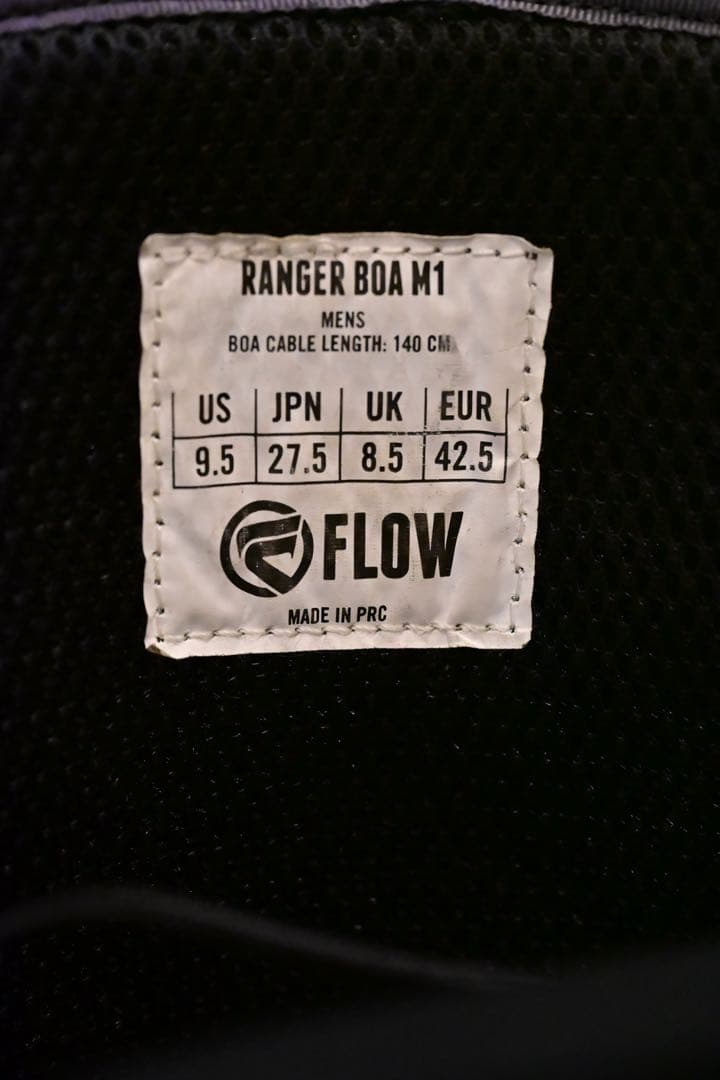 RANGER BOA M1
MENS
BOA CABLE LENGTH: 140 CM
US JPN UK EUR
9.5 27.5 8.5 42.5
FLOW
MADE IN PRC